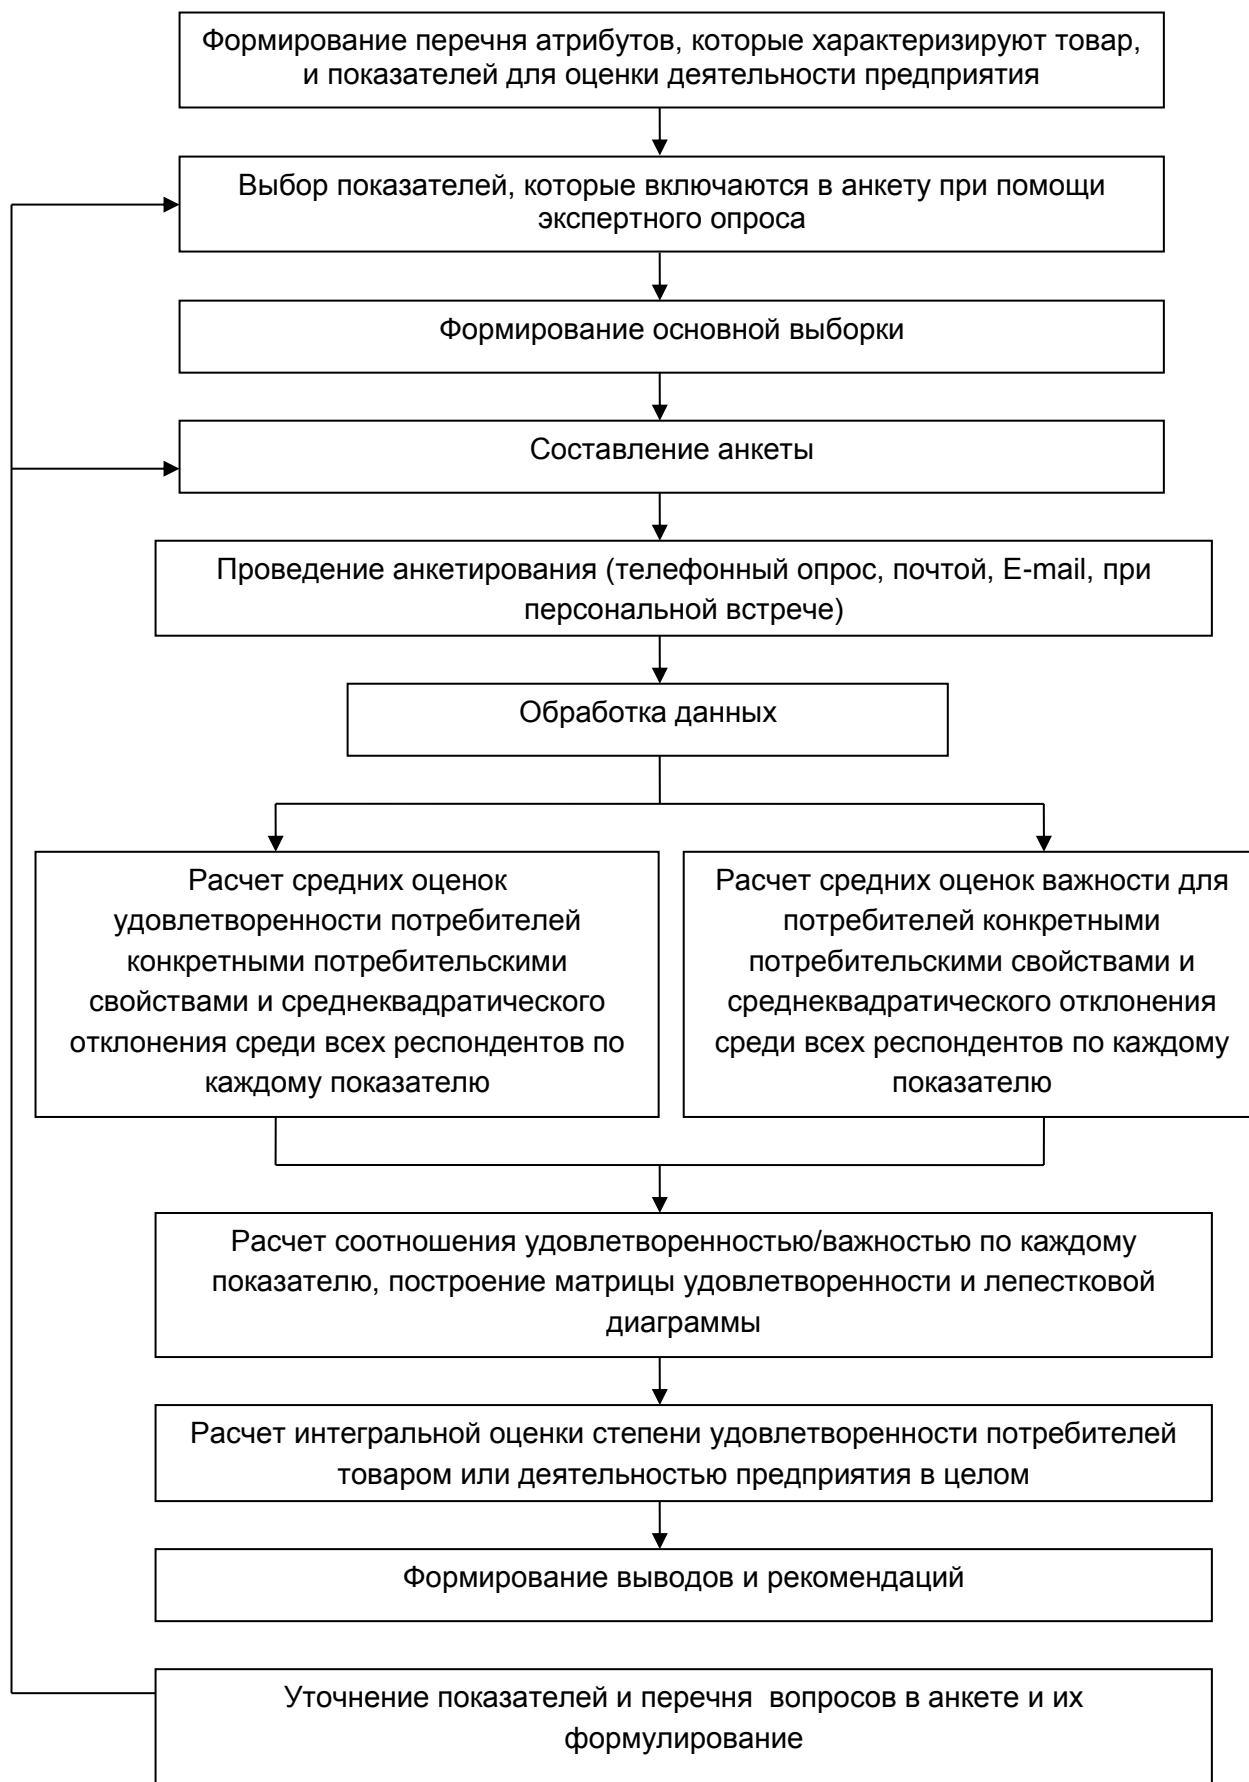 Формирование перечня атрибутов, которые характеризируют товар,
и показателей для оценки деятельности предприятия
Выбор показателей, которые включаются в анкету при помощи
экспертного опроса
Формирование основной выборки
Составление анкеты
Проведение анкетирования (телефонный опрос, почтой, E-mail, при
персональной встрече)
Обработка данных
Расчет средних оценок
удовлетворенности потребителей
конкретными потребительскими
свойствами и среднеквадратического
отклонения среди всех респондентов по
каждому показателю
Расчет средних оценок важности для
потребителей конкретными
потребительскими свойствами и
среднеквадратического отклонения
среди всех респондентов по каждому
показателю
Расчет соотношения удовлетворенностью/важностью по каждому
показателю, построение матрицы удовлетворенности и лепестковой
диаграммы
Расчет интегральной оценки степени удовлетворенности потребителей
товаром или деятельностью предприятия в целом
Формирование выводов и рекомендаций
Уточнение показателей и перечня  вопросов в анкете и их
формулирование